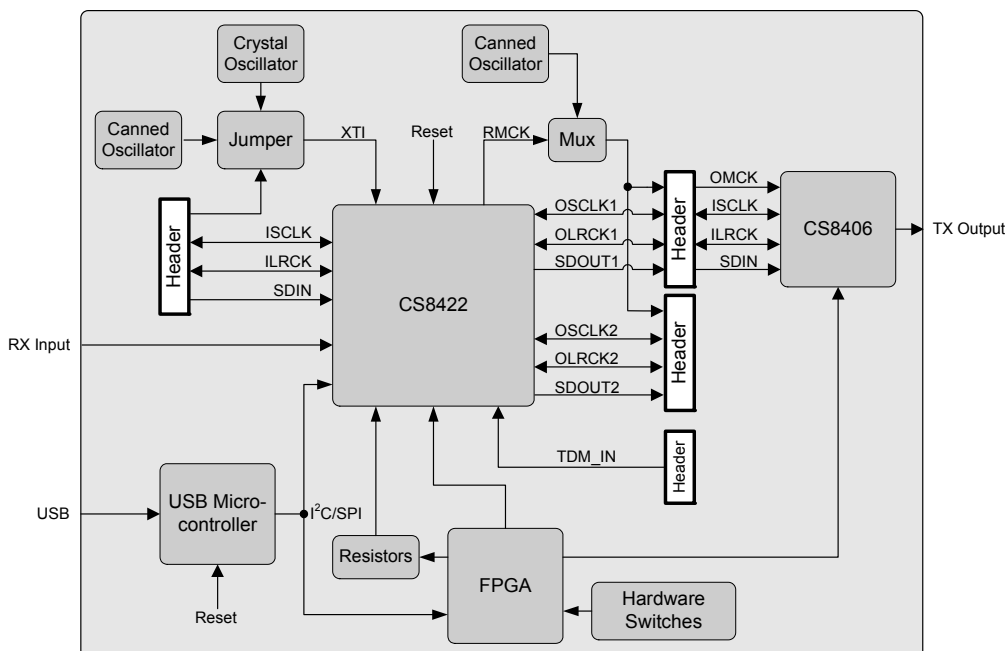 Crystal
Oscillator
Canned
Oscillator
Canned
Oscillator
Jumper
XTI
Reset
RMCK
Mux
Header
ISCLK
ILRCK
SDIN
CS8422
OSCLK1
OLRCK1
SDOUT1
Header
OMCK
ISCLK
ILRCK
SDIN
CS8406
TX Output
RX Input
OSCLK2
OLRCK2
SDOUT2
Header
TDM_IN
Header
USB
USB Micro-
controller
I²C/SPI
Reset
Resistors
FPGA
Hardware
Switches